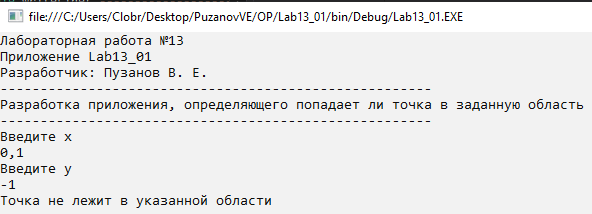 file:///C:/Users/Clobr/Desktop/PuzanovVE/OP/Lab13_01/bin/Debug/Lab13_01.EXE
Лабораторная работа №13
Приложение Lab13_01
Разработчик: Пузанов В. Е.
------------------------------------------------------
Разработка приложения, определяющего попадает ли точка в заданную область
------------------------------------------------------
Введите x
0,1
Введите y
-1
Точка не лежит в указанной области